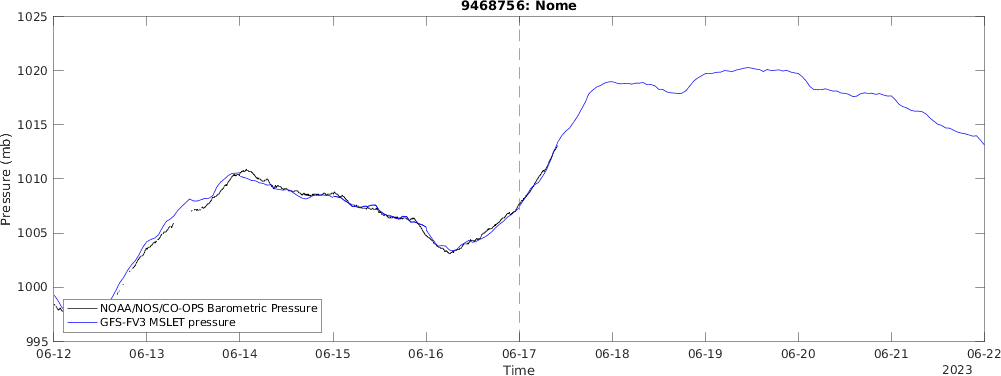 9468756: Nome
1025
1020
1015
1010
1005
1000
995
Pressure (mb)
NOAA/NOS/CO-OPS Barometric Pressure
GFS-FV3 MSLET pressure
06-12 06-13 06-14 06-15 06-16 06-17 06-18 06-19 06-20 06-21 06-22
Time
2023